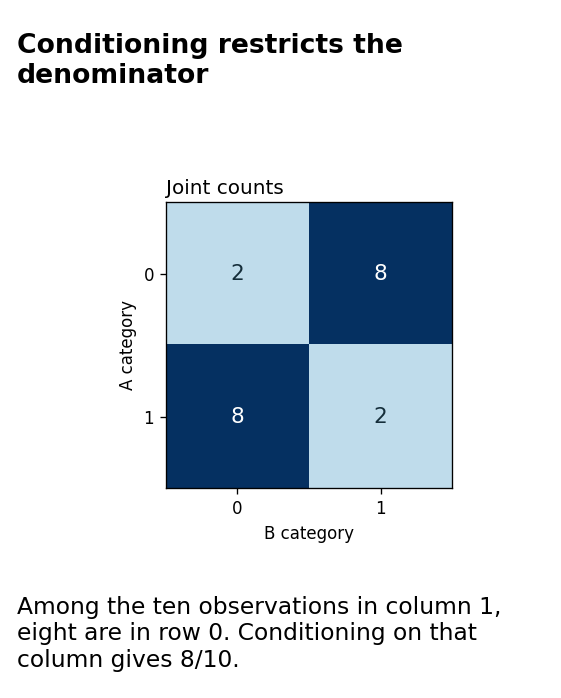 Conditioning restricts the
denominator
Joint counts
0
2
8
A category
1
8
2
0
1
B category
Among the ten observations in column 1,
eight are in row 0. Conditioning on that
column gives 8/10.